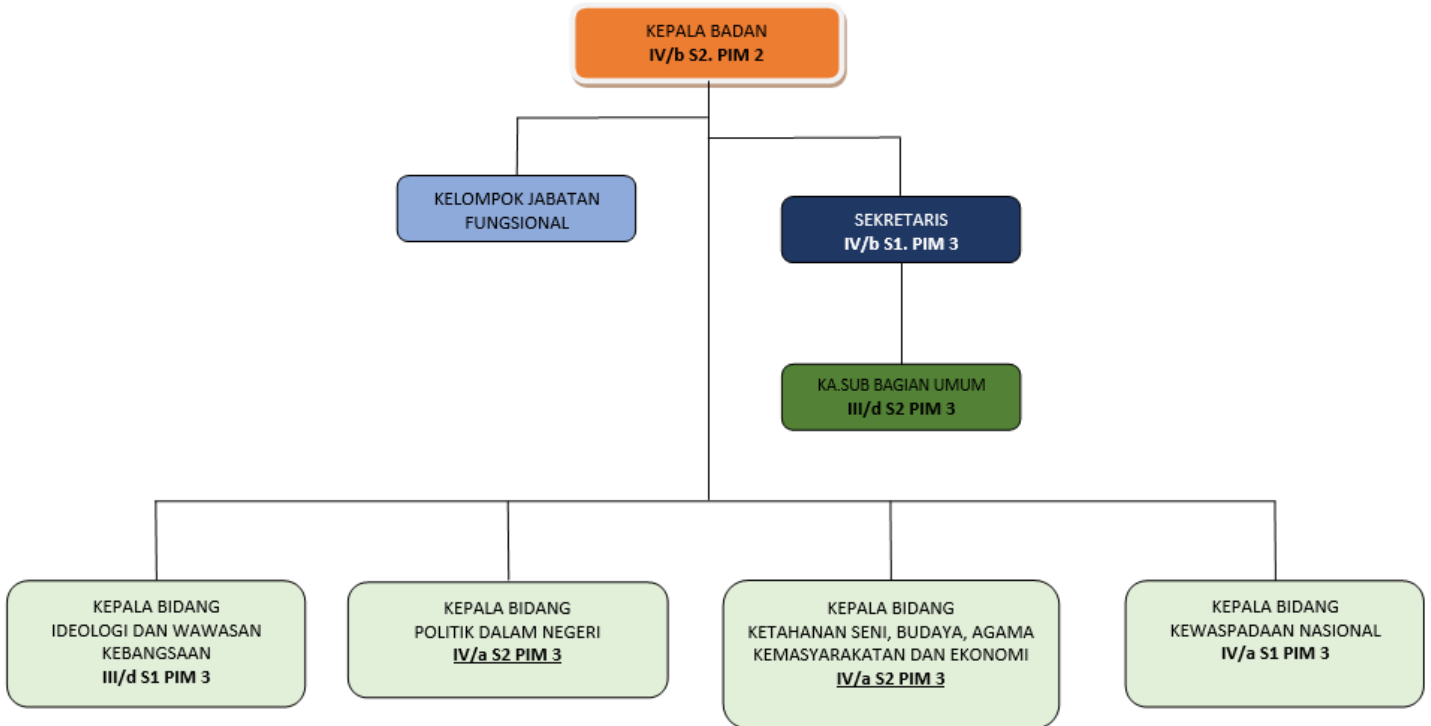 KEPALA BADAN
IV/b S2. PIM 2
KELOMPOK JABATAN
FUNGSIONAL
SEKRETARIS
IV/b S1. PIM 3
KA.SUB BAGIAN UMUM
III/d S2 PIM 3
KEPALA BIDANG
IDEOLOGI DAN WAWASAN
KEBANGSAAN
III/d S1 PIM 3
KEPALA BIDANG
POLITIK DALAM NEGERI
IV/a S2 PIM 3
KEPALA BIDANG
KETAHANAN SENI, BUDAYA, AGAMA
KEMASYARAKATAN DAN EKONOMI
IV/a S2 PIM 3
KEPALA BIDANG
KEWASPADAAN NASIONAL
IV/a S1 PIM 3